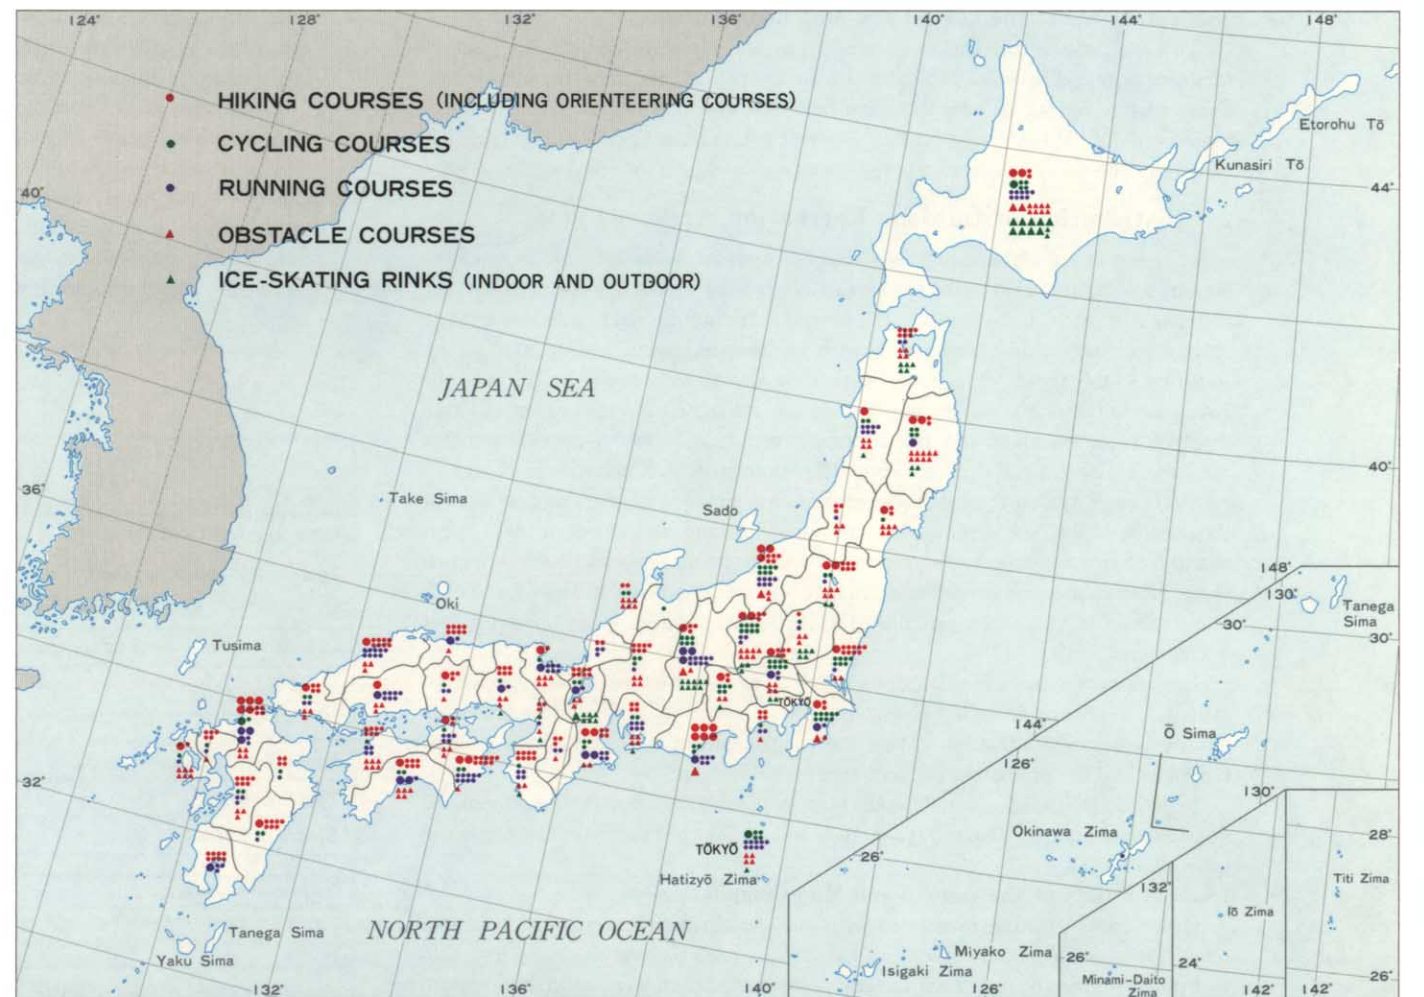 124° 128° 132° 136° 140° 144° 148°
HIKING COURSES (INCLUDING ORIENTEERING COURSES)
CYCLING COURSES
RUNNING COURSES
OBSTACLE COURSES
ICE-SKATING RINKS (INDOOR AND OUTDOOR)
Etorohu Tō
Kunasiri Tō
40°
44°
JAPAN SEA
40°
36°
Take Sima
Sado
148°
130°
Oki
Tanega
Sima
30°
30°
Tusima
TŌKYŌ
144°
Ō Sima
126°
32°
130°
Okinawa Zima
28°
TŌKYŌ
26°
Hatizyō Zima
132°
Titi Zima
Iō Zima
NORTH PACIFIC OCEAN
Tanega Sima
Miyako Zima
26°
24°
Yaku Sima
Isigaki Zima
26°
Minami-Daito
Zima
132° 136° 140° 126° 142° 142°